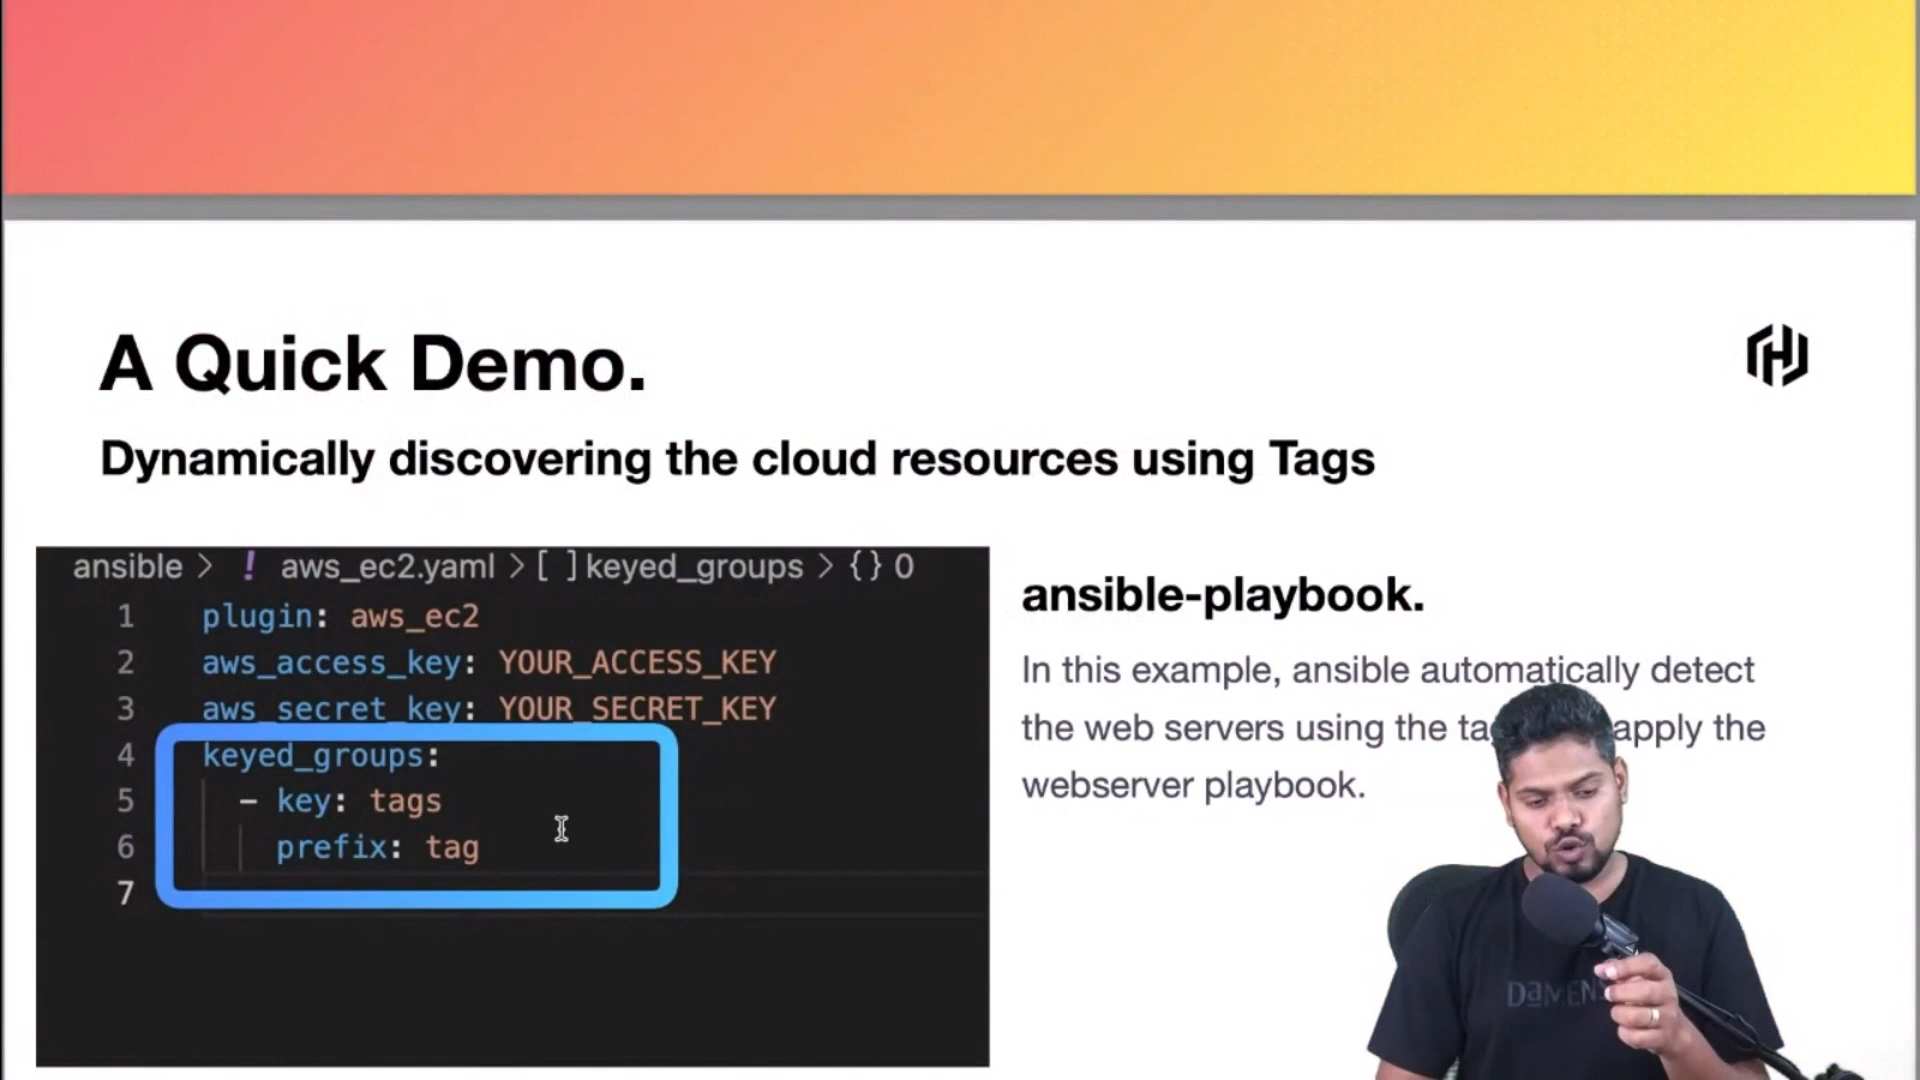 A Quick Demo.
Dynamically discovering the cloud resources using Tags
ansible > ! aws_ec2.yaml > [ ] keyed_groups > {} 0
1 plugin: aws_ec2
2 aws_access_key: YOUR_ACCESS_KEY
3 aws_secret_key: YOUR_SECRET_KEY
4 keyed_groups:
5 - key: tags
6 prefix: tag
7
ansible-playbook.
In this example, ansible automatically detect
the web servers using the apply the
webserver playbook.